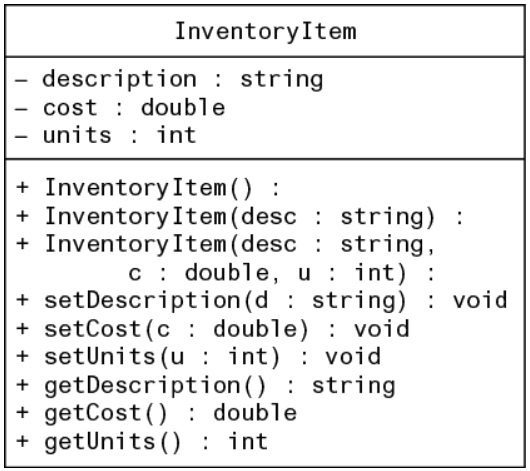 InventoryItem
– description : string
– cost : double
– units : int
+ InventoryItem() :
+ InventoryItem(desc : string) :
+ InventoryItem(desc : string,
c : double, u : int) :
+ setDescription(d : string) : void
+ setCost(c : double) : void
+ setUnits(u : int) : void
+ getDescription() : string
+ getCost() : double
+ getUnits() : int